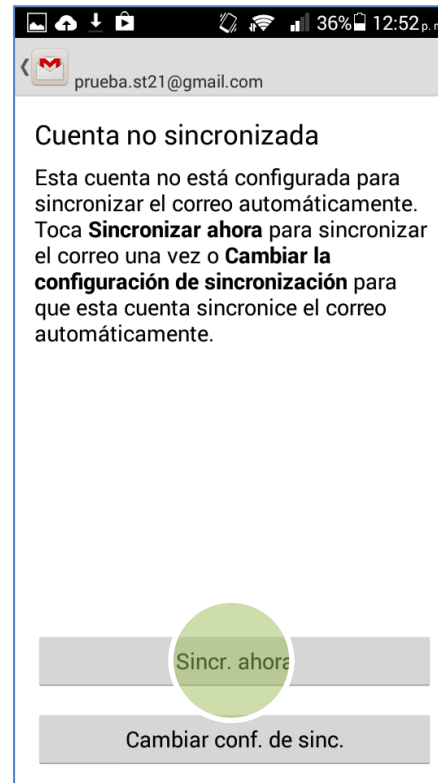 36% 12:52 p. m
prueba.st21@gmail.com
Cuenta no sincronizada
Esta cuenta no está configurada para
sincronizar el correo automáticamente.
Toca Sincronizar ahora para sincronizar
el correo una vez o Cambiar la
configuración de sincronización para
que esta cuenta sincronice el correo
automáticamente.
Sincr. ahora
Cambiar conf. de sinc.